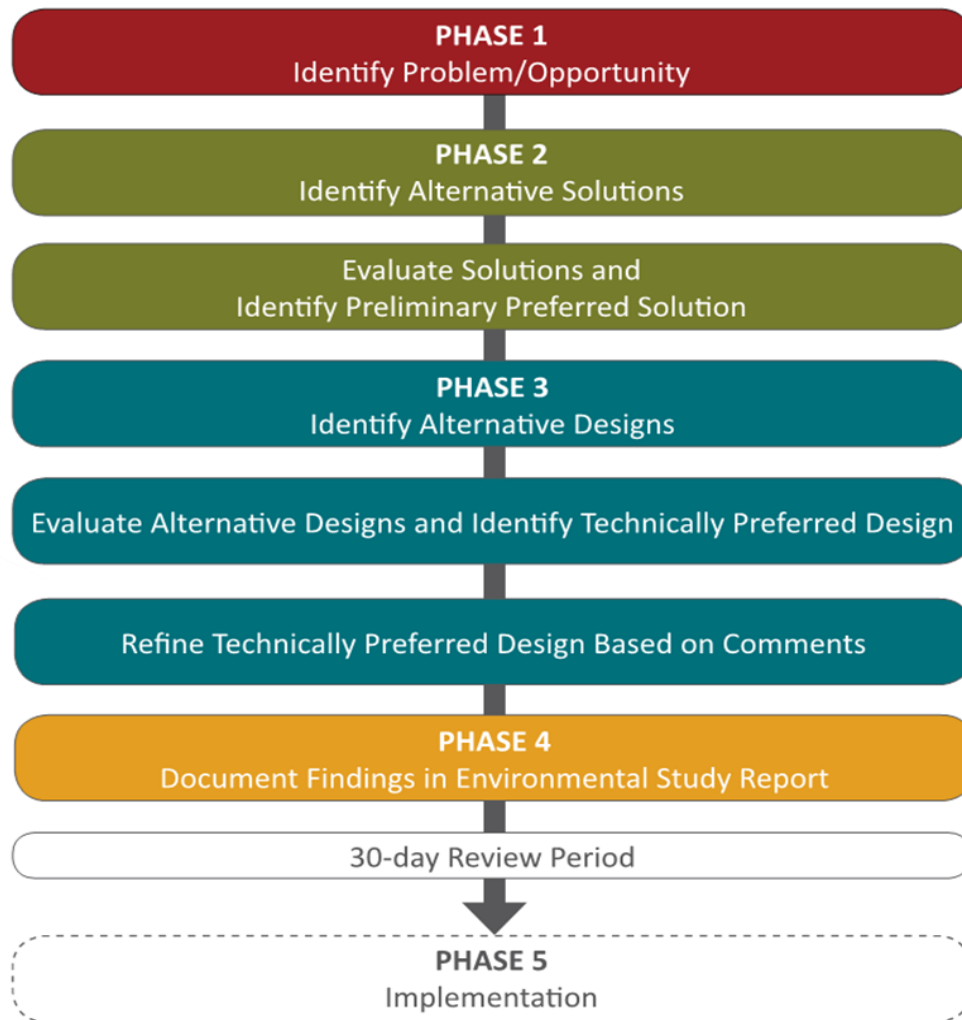 PHASE 1
Identify Problem/Opportunity
PHASE 2
Identify Alternative Solutions
Evaluate Solutions and
Identify Preliminary Preferred Solution
PHASE 3
Identify Alternative Designs
Evaluate Alternative Designs and Identify Technically Preferred Design
Refine Technically Preferred Design Based on Comments
PHASE 4
Document Findings in Environmental Study Report
30-day Review Period
PHASE 5
Implementation